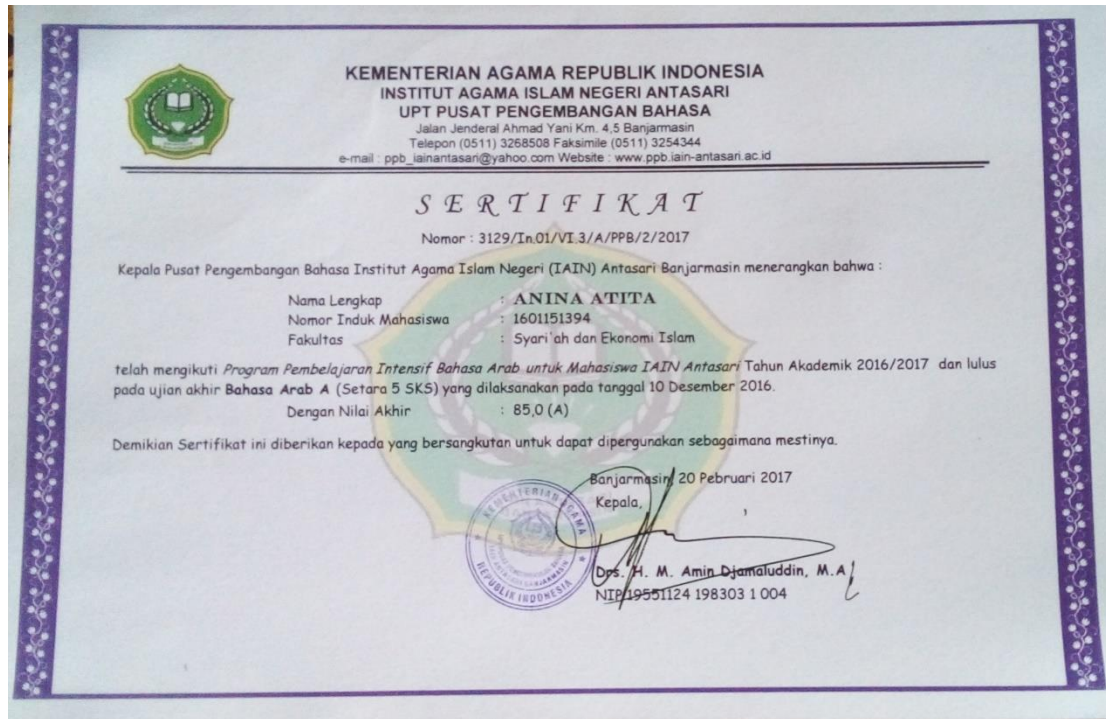 KEMENTERIAN AGAMA REPUBLIK INDONESIA
INSTITUT AGAMA ISLAM NEGERI ANTASARI
UPT PUSAT PENGEMBANGAN BAHASA
Jalan Jenderal Ahmad Yani Km. 4,5 Banjarmasin
Telepon (0511) 3268508 Faksimile (0511) 3254344
e-mail : ppb_iainantasari@yahoo.com Website : www.ppb.iain-antasari.ac.id
SERTIFIKAT
Nomor : 3129/In.01/VI.3/A/PPB/2/2017
Kepala Pusat Pengembangan Bahasa Institut Agama Islam Negeri (IAIN) Antasari Banjarmasin menerangkan bahwa :
Nama Lengkap : ANINA ATITA
Nomor Induk Mahasiswa : 1601151394
Fakultas : Syari'ah dan Ekonomi Islam
telah mengikuti Program Pembelajaran Intensif Bahasa Arab untuk Mahasiswa IAIN Antasari Tahun Akademik 2016/2017 dan lulus
pada ujian akhir Bahasa Arab A (Setara 5 SKS) yang dilaksanakan pada tanggal 10 Desember 2016.
Dengan Nilai Akhir : 85,0 (A)
Demikian Sertifikat ini diberikan kepada yang bersangkutan untuk dapat dipergunakan sebagaimana mestinya.
Banjarmasin, 20 Pebruari 2017
Kepala,
KEMENTERIAN AGAMA
REPUBLIK INDONESIA
Drs. H. M. Amin Djamaluddin, M.A
NIP 19551124 198303 1 004